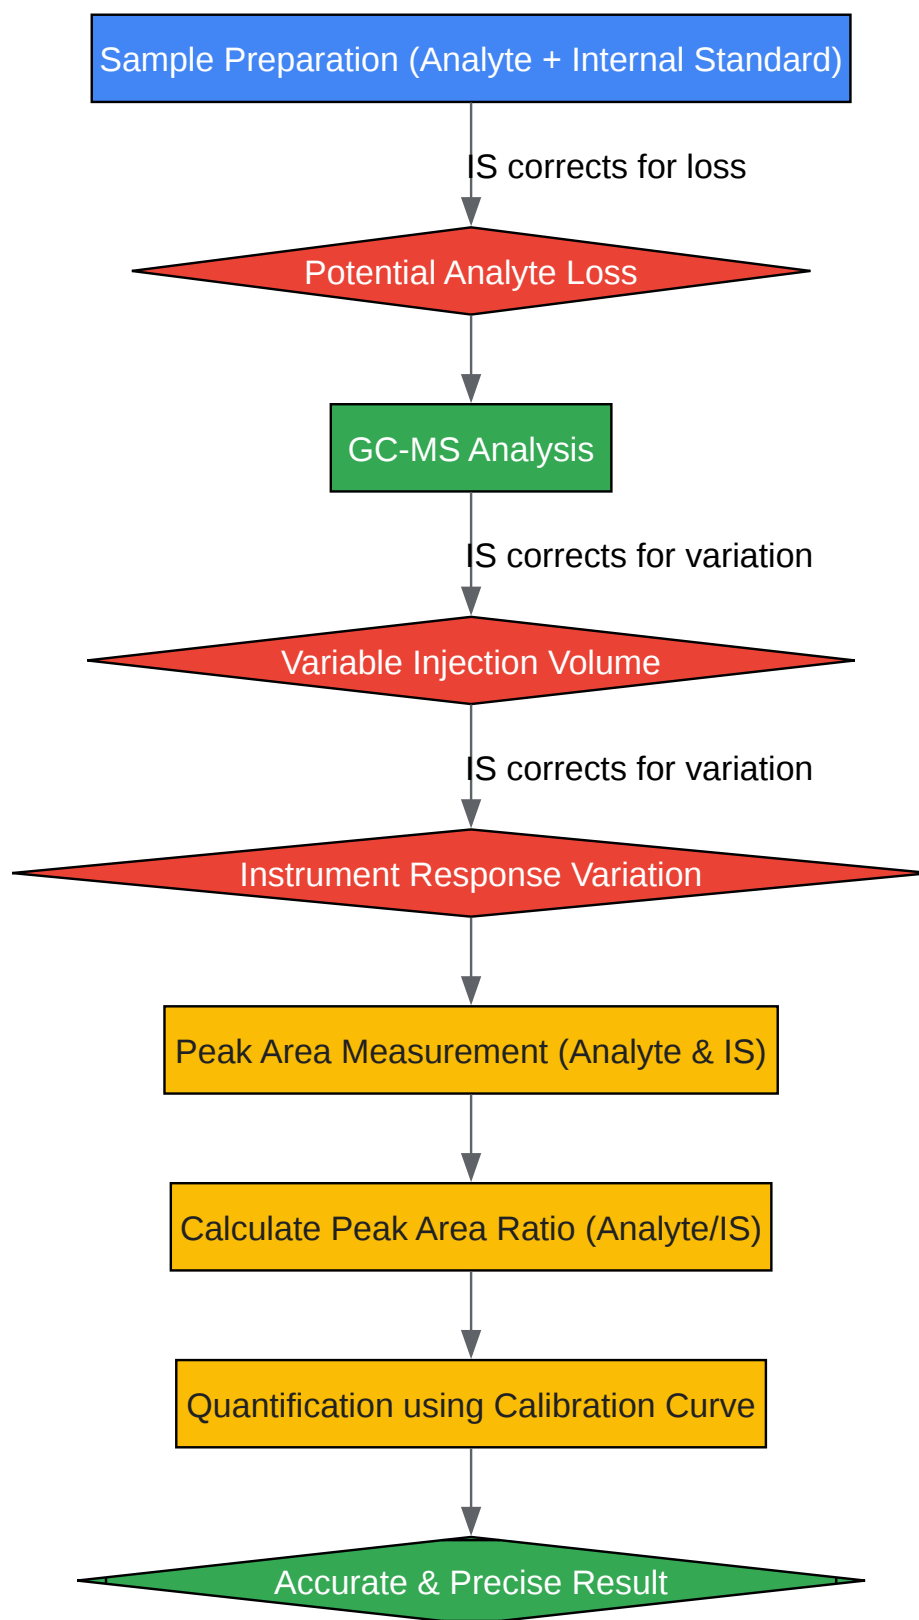 Sample Preparation (Analyte + Internal Standard)
IS corrects for loss
Potential Analyte Loss
GC-MS Analysis
IS corrects for variation
Variable Injection Volume
IS corrects for variation
Instrument Response Variation
Peak Area Measurement (Analyte & IS)
Calculate Peak Area Ratio (Analyte/IS)
Quantification using Calibration Curve
Accurate & Precise Result